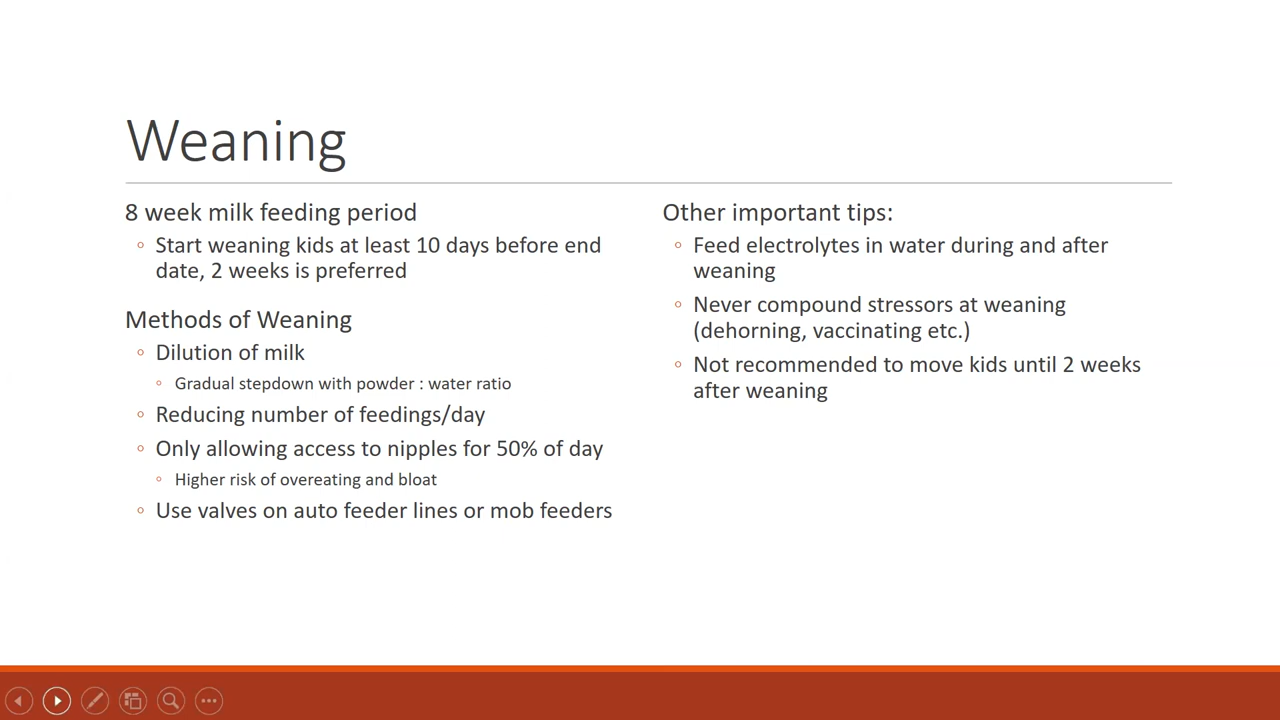 Weaning
8 week milk feeding period
◦ Start weaning kids at least 10 days before end
date, 2 weeks is preferred
Methods of Weaning
◦ Dilution of milk
◦ Gradual stepdown with powder : water ratio
◦ Reducing number of feedings/day
◦ Only allowing access to nipples for 50% of day
◦ Higher risk of overeating and bloat
◦ Use valves on auto feeder lines or mob feeders
Other important tips:
◦ Feed electrolytes in water during and after
weaning
◦ Never compound stressors at weaning
(dehorning, vaccinating etc.)
◦ Not recommended to move kids until 2 weeks
after weaning